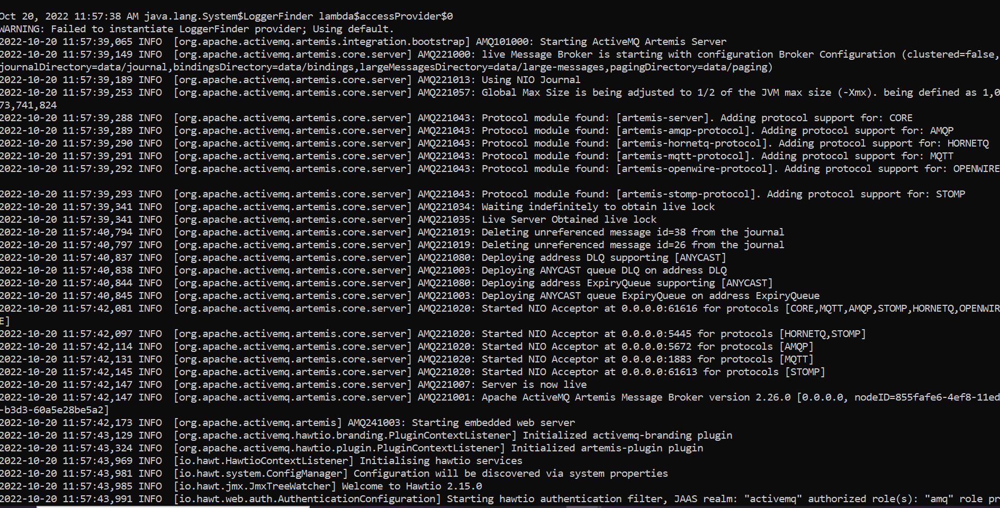 Oct 20, 2022 11:57:38 AM java.lang.System$LoggerFinder lambda$accessProvider$0
WARNING: Failed to instantiate LoggerFinder provider; Using default.
2022-10-20 11:57:39,065 INFO  [org.apache.activemq.artemis.integration.bootstrap] AMQ101000: Starting ActiveMQ Artemis Server
2022-10-20 11:57:39,149 INFO  [org.apache.activemq.artemis.core.server] AMQ221000: live Message Broker is starting with configuration Broker Configuration (clustered=false,
journalDirectory=data/journal,bindingsDirectory=data/bindings,largeMessagesDirectory=data/large-messages,pagingDirectory=data/paging)
2022-10-20 11:57:39,189 INFO  [org.apache.activemq.artemis.core.server] AMQ221013: Using NIO Journal
2022-10-20 11:57:39,253 INFO  [org.apache.activemq.artemis.core.server] AMQ221057: Global Max Size is being adjusted to 1/2 of the JVM max size (-Xmx). being defined as 1,0
73,741,824
2022-10-20 11:57:39,288 INFO  [org.apache.activemq.artemis.core.server] AMQ221043: Protocol module found: [artemis-server]. Adding protocol support for: CORE
2022-10-20 11:57:39,289 INFO  [org.apache.activemq.artemis.core.server] AMQ221043: Protocol module found: [artemis-amqp-protocol]. Adding protocol support for: AMQP
2022-10-20 11:57:39,290 INFO  [org.apache.activemq.artemis.core.server] AMQ221043: Protocol module found: [artemis-hornetq-protocol]. Adding protocol support for: HORNETQ
2022-10-20 11:57:39,291 INFO  [org.apache.activemq.artemis.core.server] AMQ221043: Protocol module found: [artemis-mqtt-protocol]. Adding protocol support for: MQTT
2022-10-20 11:57:39,292 INFO  [org.apache.activemq.artemis.core.server] AMQ221043: Protocol module found: [artemis-openwire-protocol]. Adding protocol support for: OPENWIRE
2022-10-20 11:57:39,293 INFO  [org.apache.activemq.artemis.core.server] AMQ221043: Protocol module found: [artemis-stomp-protocol]. Adding protocol support for: STOMP
2022-10-20 11:57:39,341 INFO  [org.apache.activemq.artemis.core.server] AMQ221034: Waiting indefinitely to obtain live lock
2022-10-20 11:57:39,341 INFO  [org.apache.activemq.artemis.core.server] AMQ221035: Live Server Obtained live lock
2022-10-20 11:57:40,794 INFO  [org.apache.activemq.artemis.core.server] AMQ221019: Deleting unreferenced message id=38 from the journal
2022-10-20 11:57:40,797 INFO  [org.apache.activemq.artemis.core.server] AMQ221019: Deleting unreferenced message id=26 from the journal
2022-10-20 11:57:40,837 INFO  [org.apache.activemq.artemis.core.server] AMQ221080: Deploying address DLQ supporting [ANYCAST]
2022-10-20 11:57:40,838 INFO  [org.apache.activemq.artemis.core.server] AMQ221003: Deploying ANYCAST queue DLQ on address DLQ
2022-10-20 11:57:40,844 INFO  [org.apache.activemq.artemis.core.server] AMQ221080: Deploying address ExpiryQueue supporting [ANYCAST]
2022-10-20 11:57:40,845 INFO  [org.apache.activemq.artemis.core.server] AMQ221003: Deploying ANYCAST queue ExpiryQueue on address ExpiryQueue
2022-10-20 11:57:42,081 INFO  [org.apache.activemq.artemis.core.server] AMQ221020: Started NIO Acceptor at 0.0.0.0:61616 for protocols [CORE,MQTT,AMQP,STOMP,HORNETQ,OPENWIR
E]
2022-10-20 11:57:42,097 INFO  [org.apache.activemq.artemis.core.server] AMQ221020: Started NIO Acceptor at 0.0.0.0:5445 for protocols [HORNETQ,STOMP]
2022-10-20 11:57:42,114 INFO  [org.apache.activemq.artemis.core.server] AMQ221020: Started NIO Acceptor at 0.0.0.0:5672 for protocols [AMQP]
2022-10-20 11:57:42,131 INFO  [org.apache.activemq.artemis.core.server] AMQ221020: Started NIO Acceptor at 0.0.0.0:1883 for protocols [MQTT]
2022-10-20 11:57:42,145 INFO  [org.apache.activemq.artemis.core.server] AMQ221020: Started NIO Acceptor at 0.0.0.0:61613 for protocols [STOMP]
2022-10-20 11:57:42,147 INFO  [org.apache.activemq.artemis.core.server] AMQ221007: Server is now live
2022-10-20 11:57:42,147 INFO  [org.apache.activemq.artemis.core.server] AMQ221001: Apache ActiveMQ Artemis Message Broker version 2.26.0 [0.0.0.0, nodeID=855fafe6-4ef8-11ed
-b3d3-60a5e28be5a2]
2022-10-20 11:57:42,173 INFO  [org.apache.activemq.artemis] AMQ241003: Starting embedded web server
2022-10-20 11:57:43,129 INFO  [org.apache.activemq.hawtio.branding.PluginContextListener] Initialized activemq-branding plugin
2022-10-20 11:57:43,324 INFO  [org.apache.activemq.hawtio.plugin.PluginContextListener] Initialized artemis-plugin plugin
2022-10-20 11:57:43,969 INFO  [io.hawt.HawtioContextListener] Initialising hawtio services
2022-10-20 11:57:43,981 INFO  [io.hawt.system.ConfigManager] Configuration will be discovered via system properties
2022-10-20 11:57:43,985 INFO  [io.hawt.jmx.JmxTreeWatcher] Welcome to Hawtio 2.15.0
2022-10-20 11:57:43,991 INFO  [io.hawt.web.auth.AuthenticationConfiguration] Starting hawtio authentication filter, JAAS realm: "activemq" authorized role(s): "amq" role pr